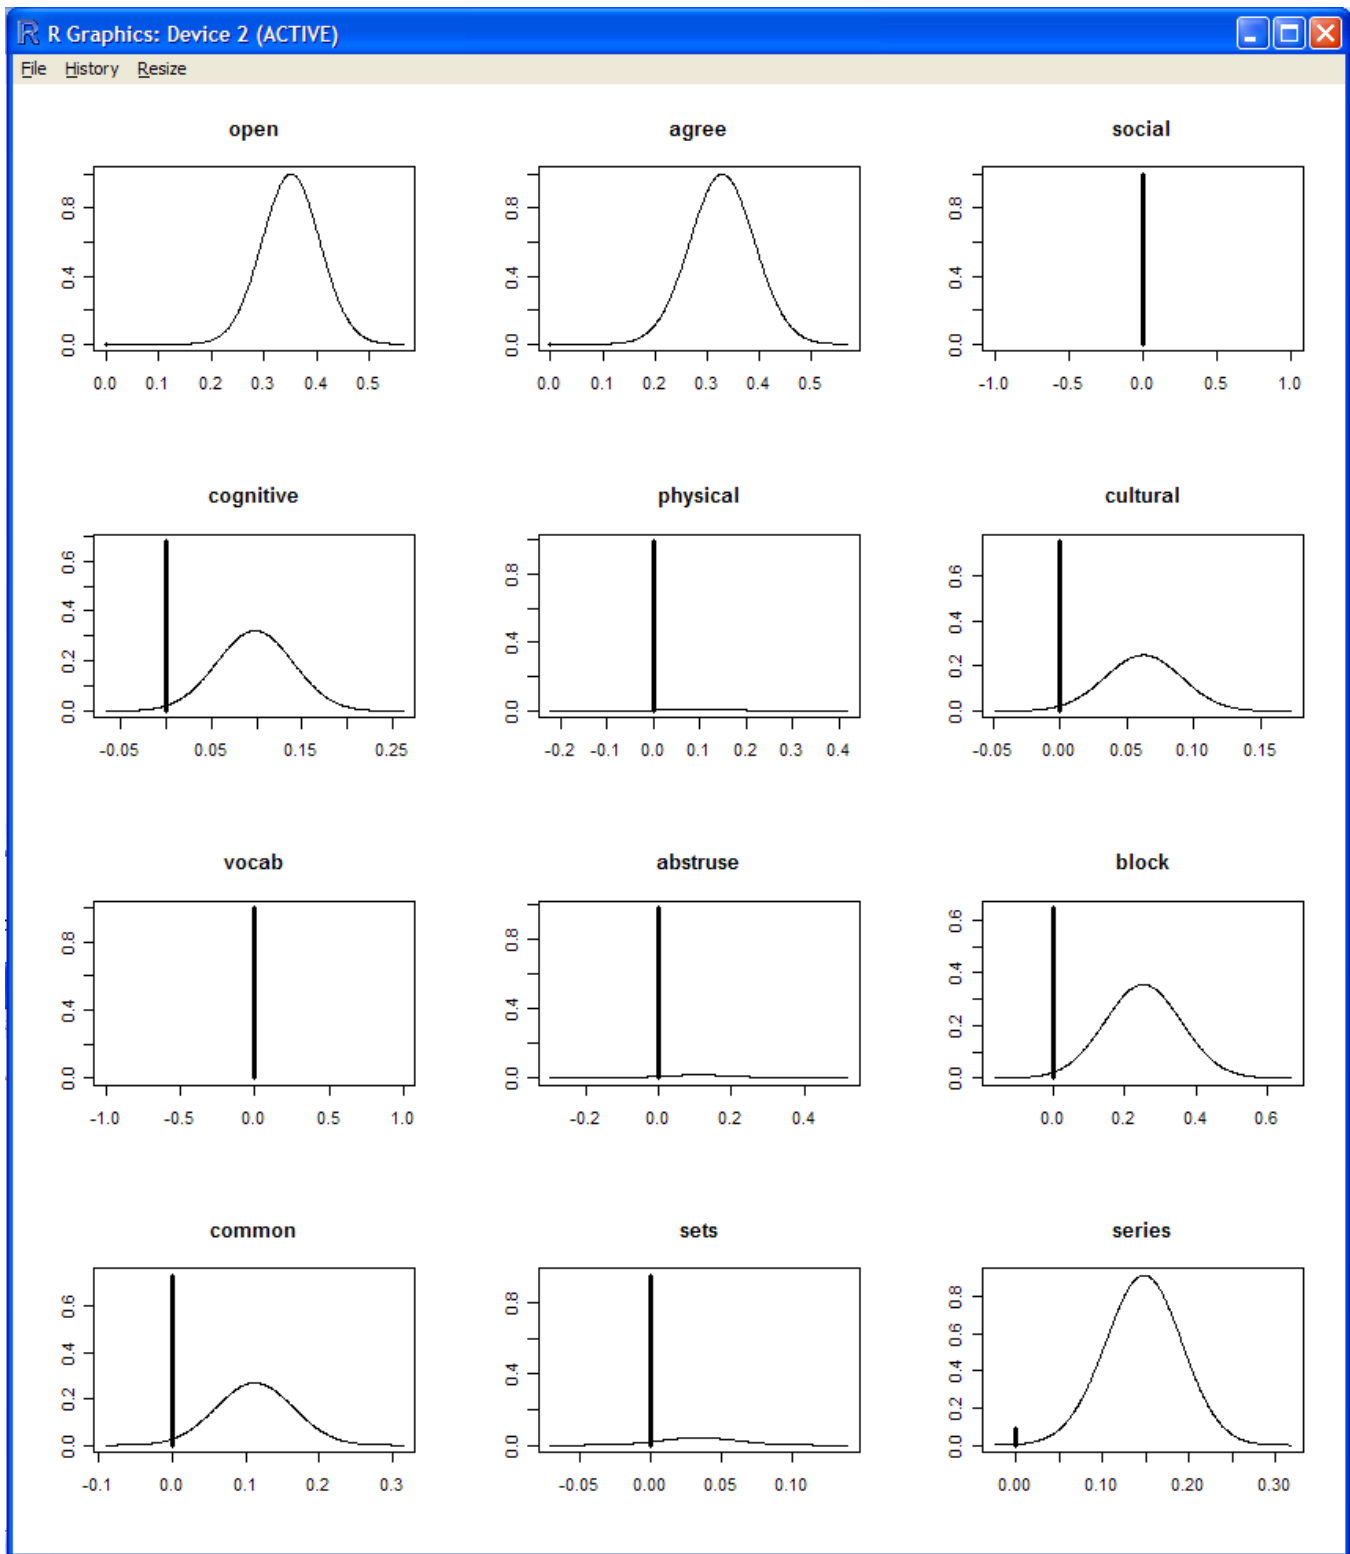 R Graphics: Device 2 (ACTIVE)
File History Resize
open agree social
0.8 0.8 0.8
0.4 0.4 0.4
0.0 0.0 0.0
0.0 0.1 0.2 0.3 0.4 0.5 0.0 0.1 0.2 0.3 0.4 0.5 -1.0 -0.5 0.0 0.5 1.0
cognitive physical cultural
0.6 0.8 0.6
0.4 0.4 0.4
0.2 0.0 0.2
0.0 0.0
-0.05 0.05 0.15 0.25 -0.2 -0.1 0.0 0.1 0.2 0.3 0.4 -0.05 0.00 0.05 0.10 0.15
vocab abstruse block
0.8 0.8 0.6
0.4 0.4 0.4
0.0 0.0 0.2
0.0
-1.0 -0.5 0.0 0.5 1.0 -0.2 0.0 0.2 0.4 0.0 0.2 0.4 0.6
common sets series
0.6 0.8 0.8
0.4 0.4 0.6
0.2 0.0 0.4
0.0 0.2
0.0
-0.1 0.0 0.1 0.2 0.3 -0.05 0.00 0.05 0.10 0.00 0.10 0.20 0.30